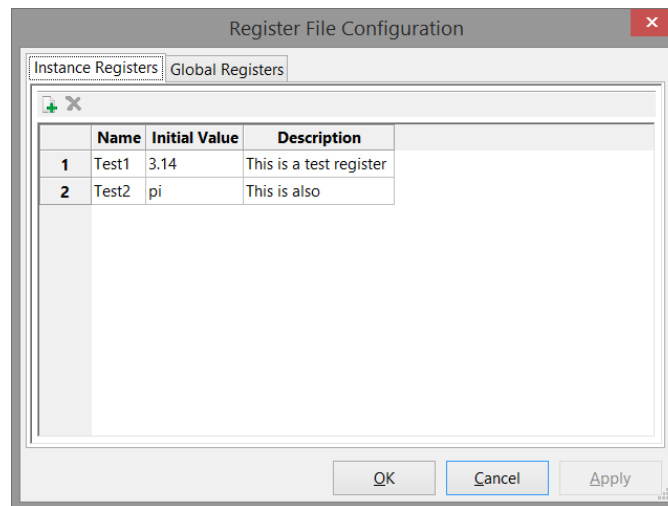 Register File Configuration
Instance Registers Global Registers
Name Initial Value Description
1 Test1 3.14 This is a test register
2 Test2 pi This is also
OK Cancel Apply